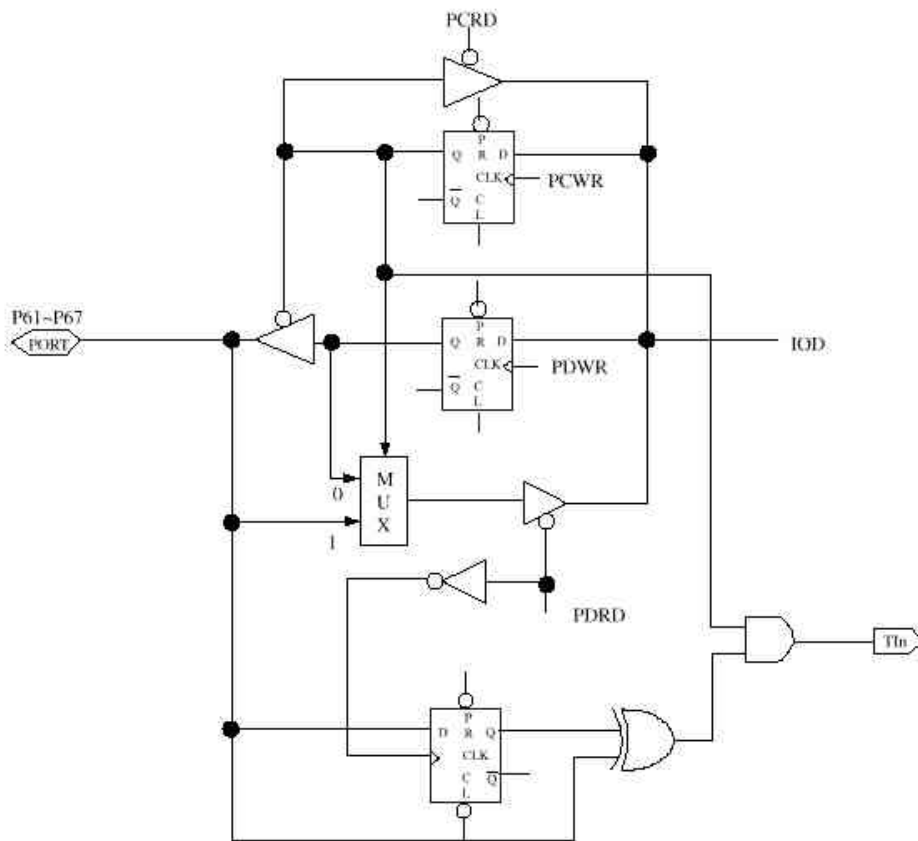 PCRD
P
Q R D
CLK PCWR
Q C
L
P61~P67
PORT
P
Q R D IOD
CLK PDWR
Q C
L
M
0 U
X
1
PDRD
TIn
P
D R Q
CLK
C Q
L